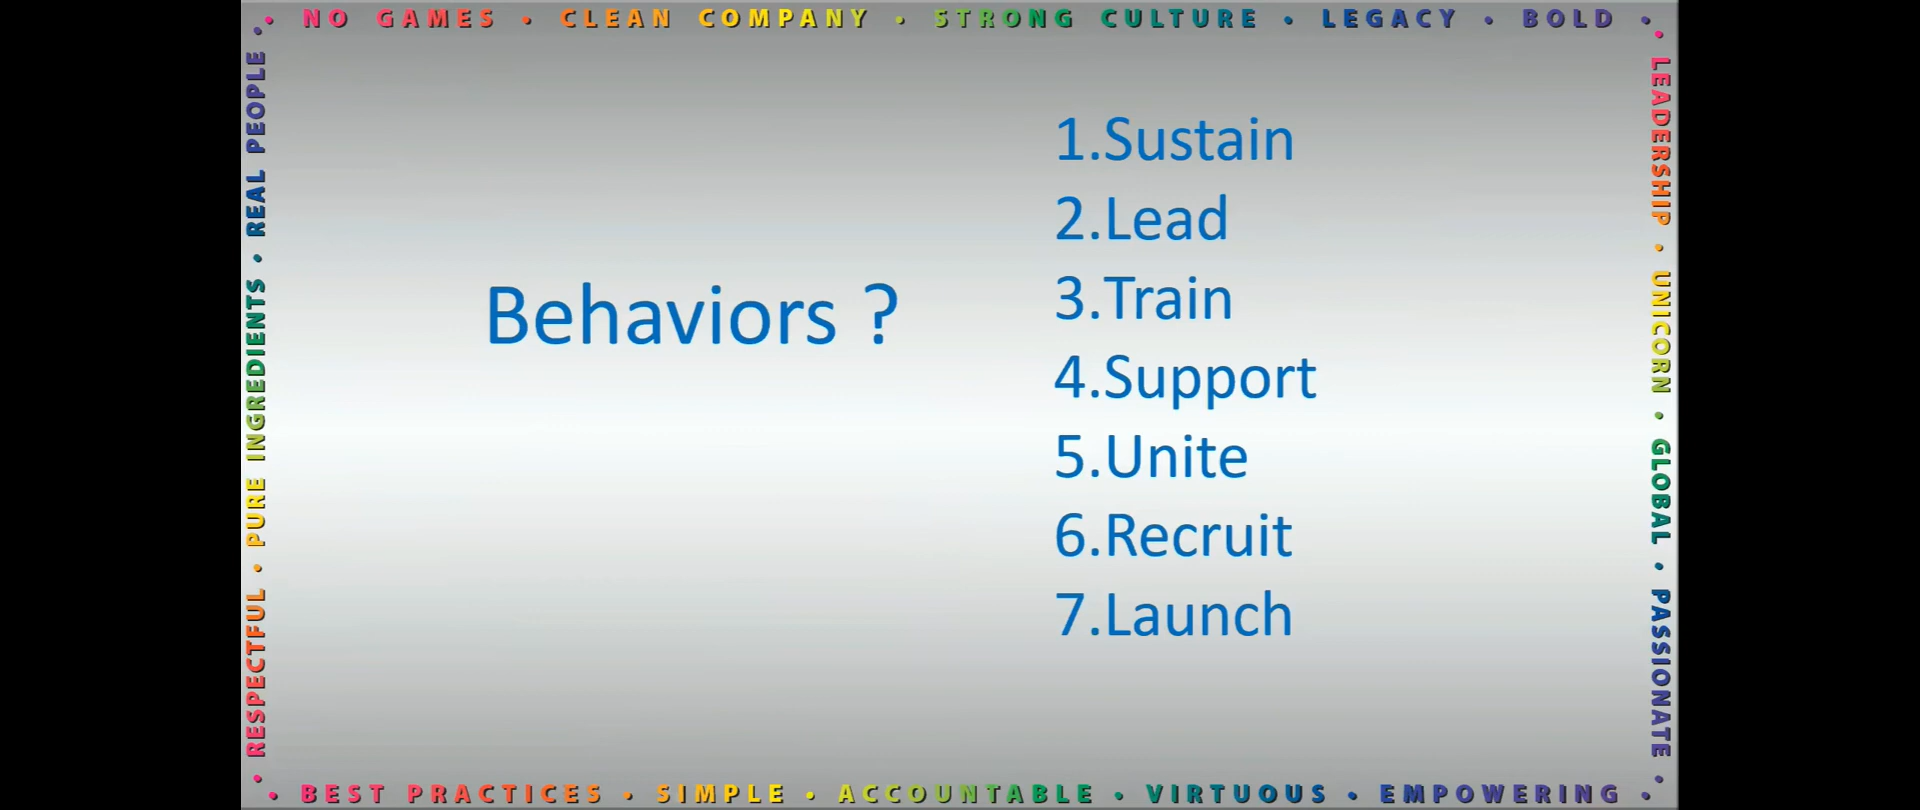 • NO GAMES • CLEAN COMPANY • STRONG CULTURE • LEGACY • BOLD •
• RESPECTFUL • PURE INGREDIENTS • REAL PEOPLE •
Behaviors ?
1.Sustain
2.Lead
3.Train
4.Support
5.Unite
6.Recruit
7.Launch
• LEADERSHIP • UNICORN • GLOBAL • PASSIONATE •
• BEST PRACTICES • SIMPLE • ACCOUNTABLE • VIRTUOUS • EMPOWERING •